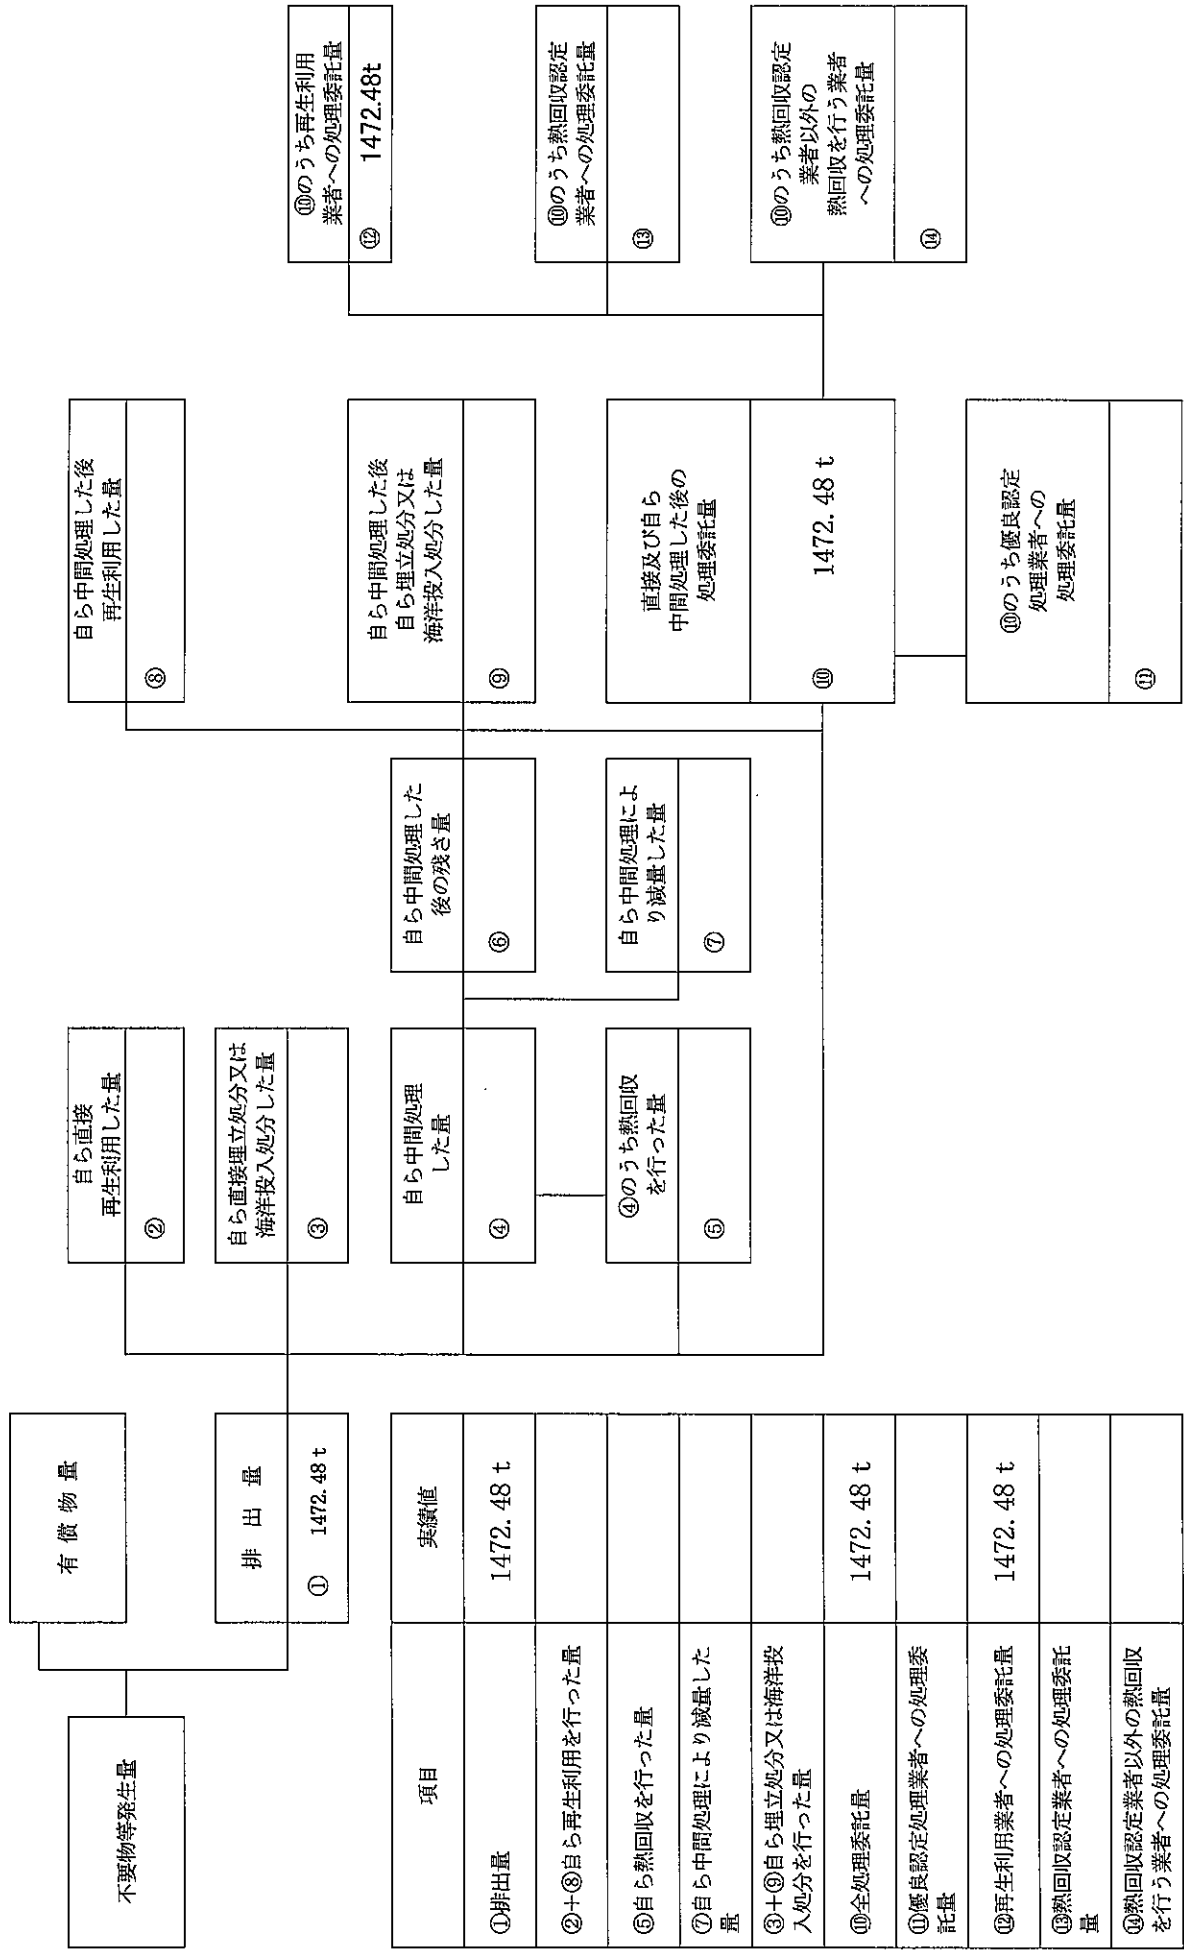 不要物等発生量
有償物量
排出量
① 1472.48 t
自ら直接
再生利用した量
②
自ら直接埋立処分又は
海洋投入処分した量
③
自ら中間処理
した量
④
④のうち熱回収
を行った量
⑤
自ら中間処理した
後の残さ量
⑥
自ら中間処理によ
り減量した量
⑦
自ら中間処理した後
再生利用した量
⑧
自ら中間処理した後
自ら埋立処分又は
海洋投入処分した量
⑨
直接及び自ら
中間処理した後の
処理委託量
⑩ 1472.48 t
⑩のうち優良認定
処理業者への
処理委託量
⑪
⑩のうち再生利用
業者への処理委託量
⑫ 1472.48t
⑩のうち熱回収認定
業者への処理委託量
⑬
⑩のうち熱回収認定
業者以外の
熱回収を行う業者
への処理委託量
⑭
項目 実績値
①排出量 1472.48 t
②+⑧自ら再生利用を行った量
⑤自ら熱回収を行った量
⑦自ら中間処理により減量した
量
③+⑨自ら埋立処分又は海洋投
入処分を行った量
⑩全処理委託量 1472.48 t
⑪優良認定処理業者への処理委
託量
⑫再生利用業者への処理委託量 1472.48 t
⑬熱回収認定業者への処理委託
量
⑭熱回収認定業者以外の熱回収
を行う業者への処理委託量